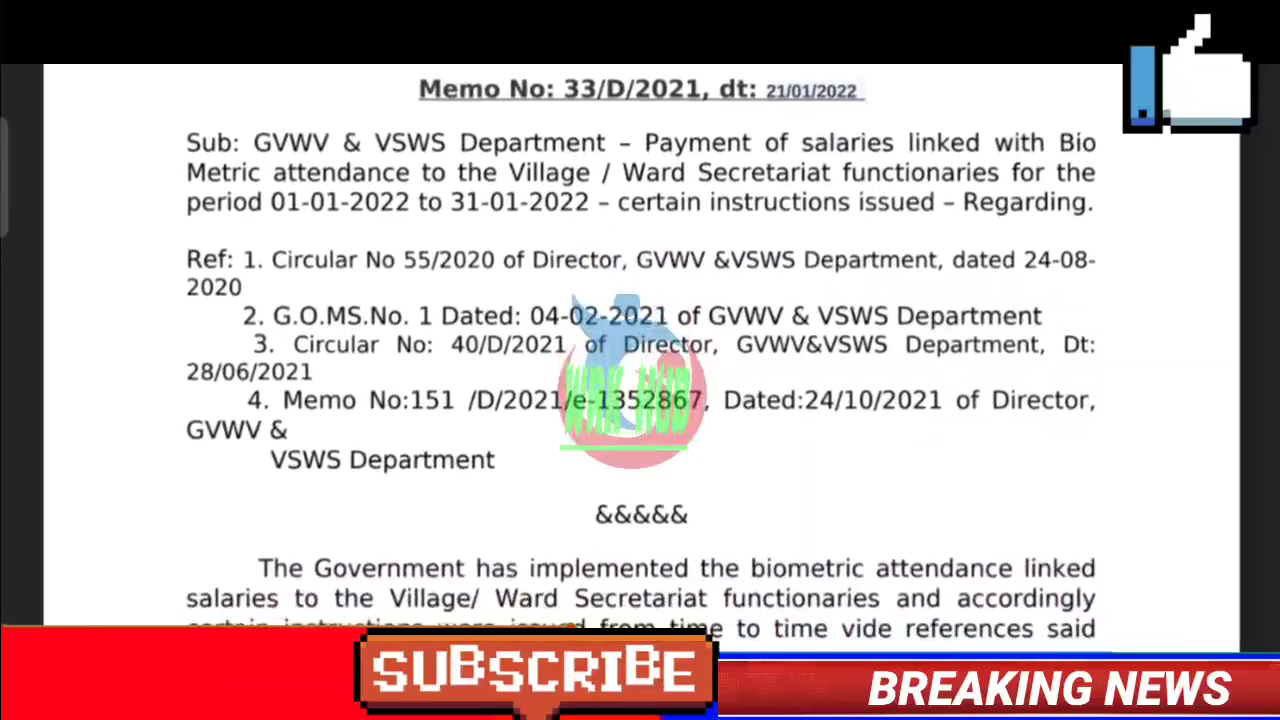 Memo No: 33/D/2021, dt: 21/01/2022
Sub: GVWV & VSWS Department – Payment of salaries linked with Bio
Metric attendance to the Village / Ward Secretariat functionaries for the
period 01-01-2022 to 31-01-2022 – certain instructions issued – Regarding.
Ref: 1. Circular No 55/2020 of Director, GVWV &VSWS Department, dated 24-08-
2020
2. G.O.MS.No. 1 Dated: 04-02-2021 of GVWV & VSWS Department
3. Circular No: 40/D/2021 of Director, GVWV&VSWS Department, Dt:
28/06/2021
4. Memo No:151 /D/2021/e-1352867, Dated:24/10/2021 of Director,
GVWV &
VSWS Department
WRK HUB
&&&&&
The Government has implemented the biometric attendance linked
salaries to the Village/ Ward Secretariat functionaries and accordingly
certain instructions were issued from time to time vide references said
SUBSCRIBE
BREAKING NEWS